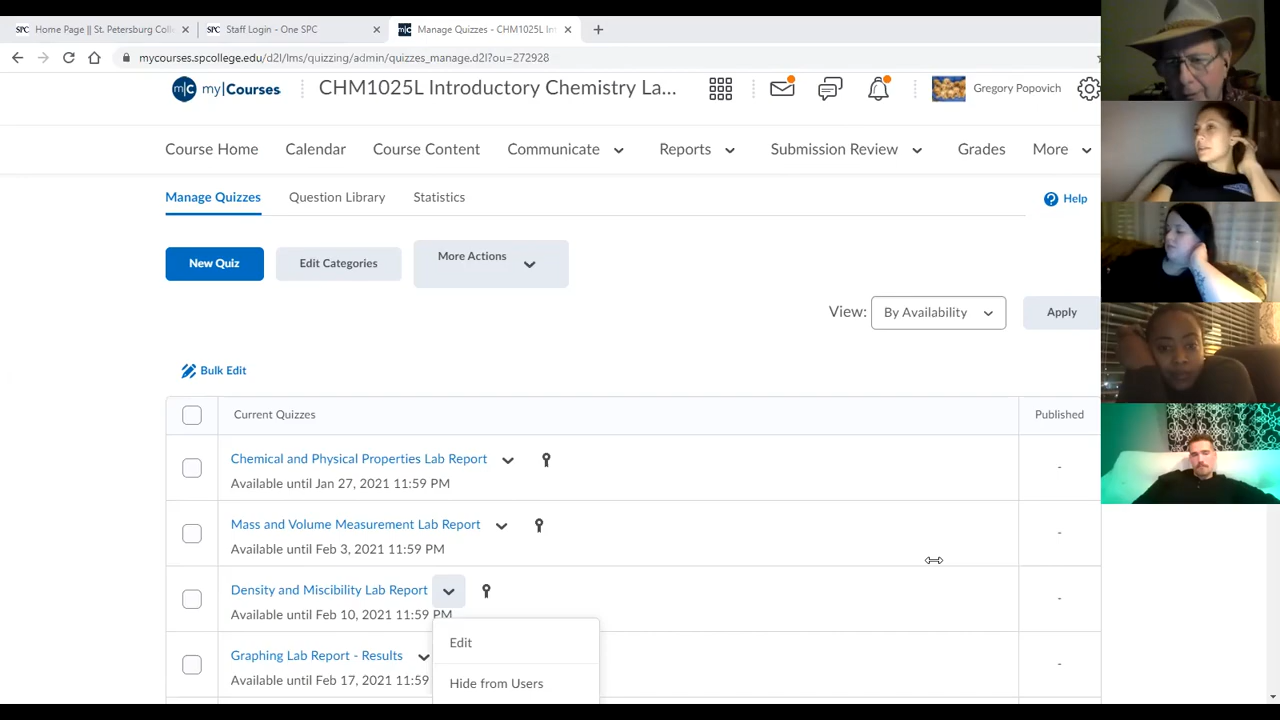 SPC Home Page || St. Petersburg Coll
SPC Staff Login - One SPC
m|C Manage Quizzes - CHM1025L In
mycourses.spcollege.edu/d2l/lms/quizzing/admin/quizzes_manage.d2l?ou=272928
m|C my|Courses
CHM1025L Introductory Chemistry La...
Gregory Popovich
Course Home Calendar Course Content Communicate Reports Submission Review Grades More
Manage Quizzes Question Library Statistics
Help
New Quiz Edit Categories More Actions
View: By Availability Apply
Bulk Edit
Current Quizzes Published
Chemical and Physical Properties Lab Report
Available until Jan 27, 2021 11:59 PM
-
Mass and Volume Measurement Lab Report
Available until Feb 3, 2021 11:59 PM
-
Density and Miscibility Lab Report
Available until Feb 10, 2021 11:59 PM
-
Edit
Graphing Lab Report - Results
Available until Feb 17, 2021 11:59
-
Hide from Users